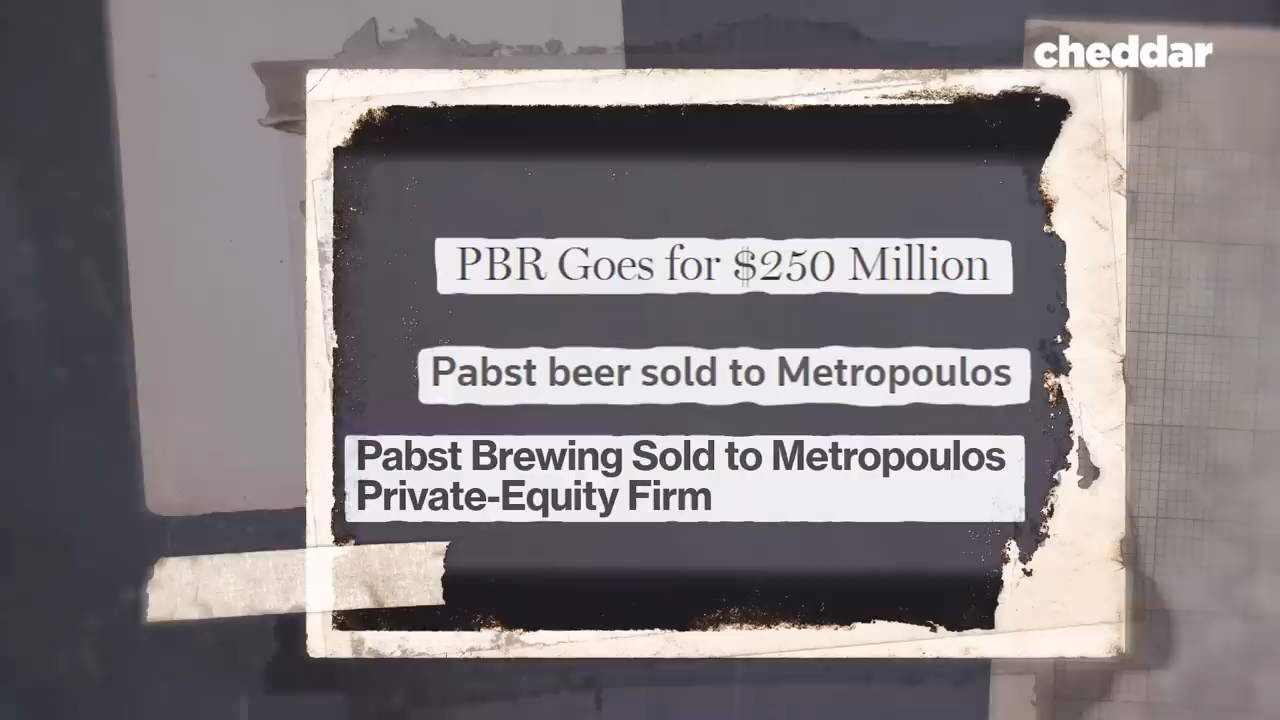 cheddar
PBR Goes for $250 Million
Pabst beer sold to Metropoulos
Pabst Brewing Sold to Metropoulos
Private-Equity Firm